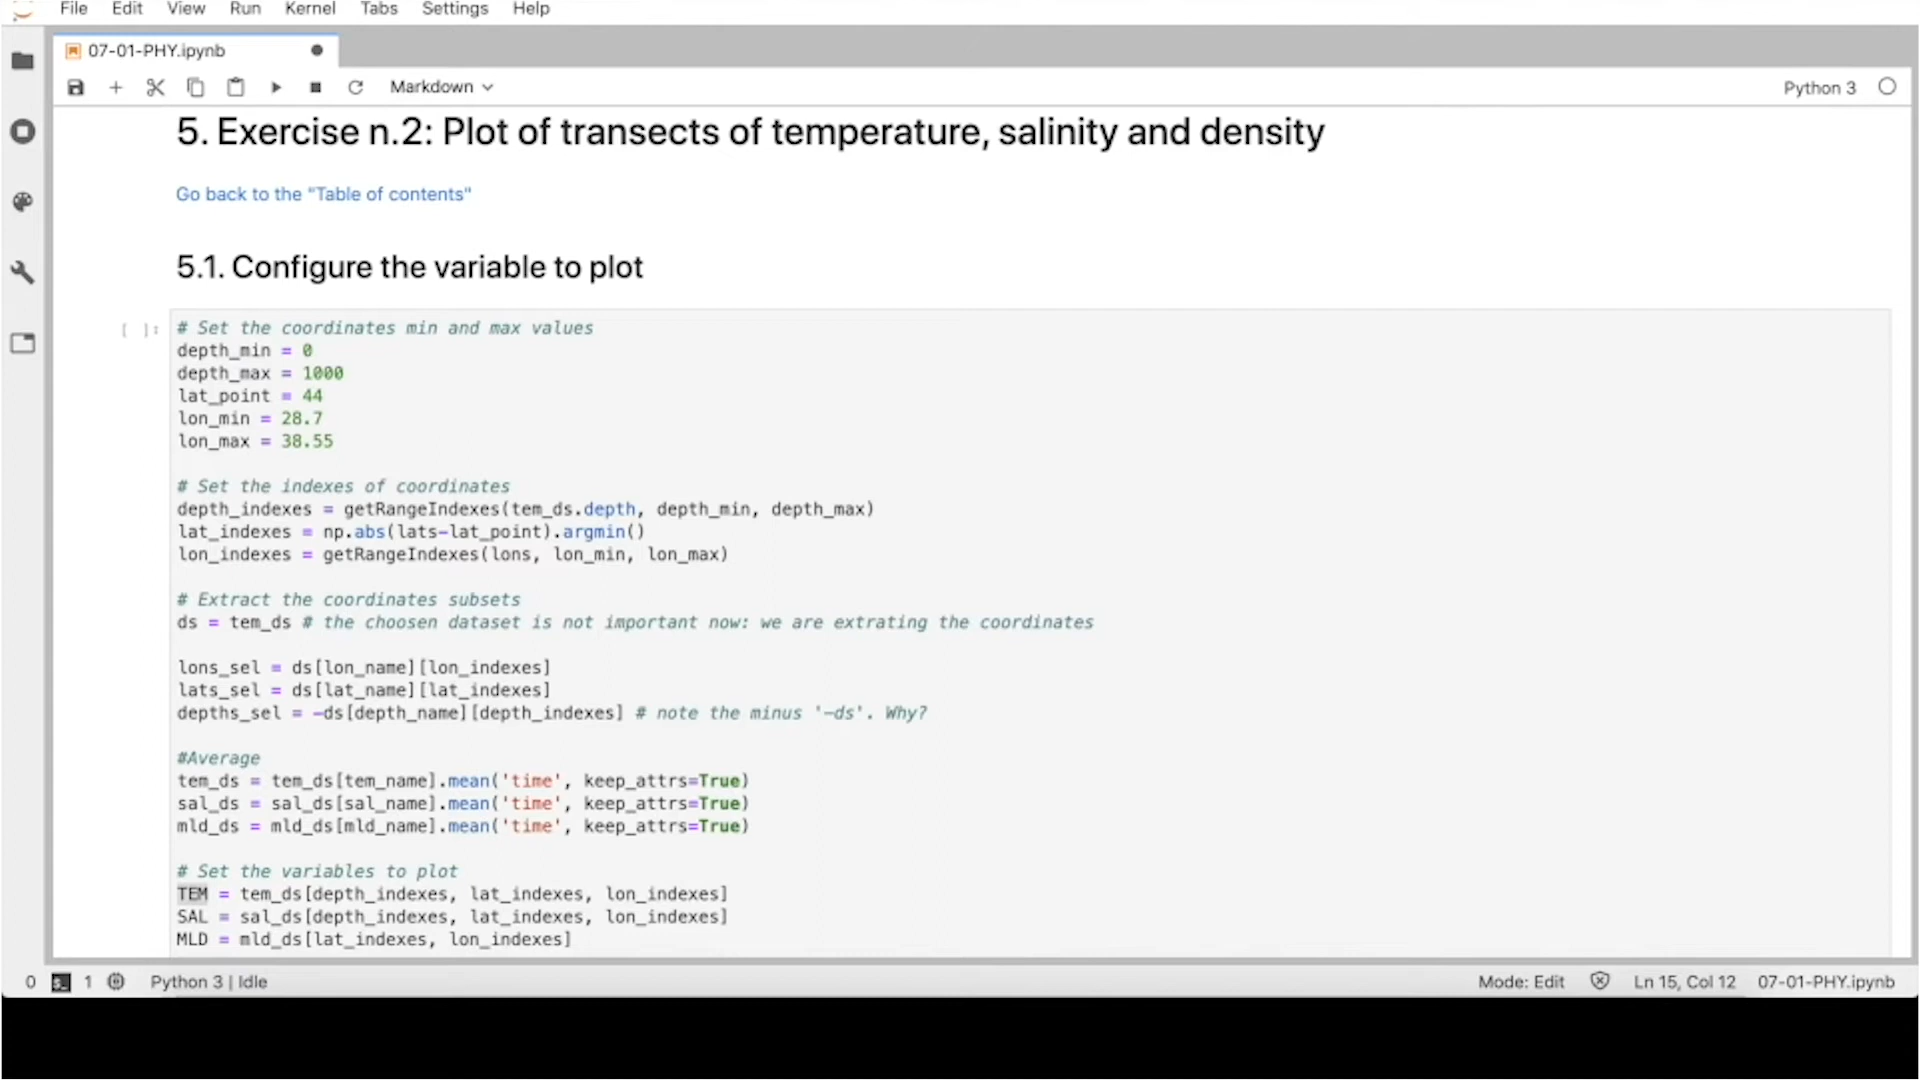 File Edit View Run Kernel Tabs Settings Help
07-01-PHY.ipynb
Markdown
Python 3
5. Exercise n.2: Plot of transects of temperature, salinity and density
Go back to the "Table of contents"
5.1. Configure the variable to plot
[ ]:
# Set the coordinates min and max values
depth_min = 0
depth_max = 1000
lat_point = 44
lon_min = 28.7
lon_max = 38.55
# Set the indexes of coordinates
depth_indexes = getRangeIndexes(tem_ds.depth, depth_min, depth_max)
lat_indexes = np.abs(lats-lat_point).argmin()
lon_indexes = getRangeIndexes(lons, lon_min, lon_max)
# Extract the coordinates subsets
ds = tem_ds # the choosen dataset is not important now: we are extrating the coordinates
lons_sel = ds[lon_name][lon_indexes]
lats_sel = ds[lat_name][lat_indexes]
depths_sel = -ds[depth_name][depth_indexes] # note the minus '-ds'. Why?
#Average
tem_ds = tem_ds[tem_name].mean('time', keep_attrs=True)
sal_ds = sal_ds[sal_name].mean('time', keep_attrs=True)
mld_ds = mld_ds[mld_name].mean('time', keep_attrs=True)
# Set the variables to plot
TEM = tem_ds[depth_indexes, lat_indexes, lon_indexes]
SAL = sal_ds[depth_indexes, lat_indexes, lon_indexes]
MLD = mld_ds[lat_indexes, lon_indexes]
0 1 Python 3 | Idle Mode: Edit Ln 15, Col 12 07-01-PHY.ipynb